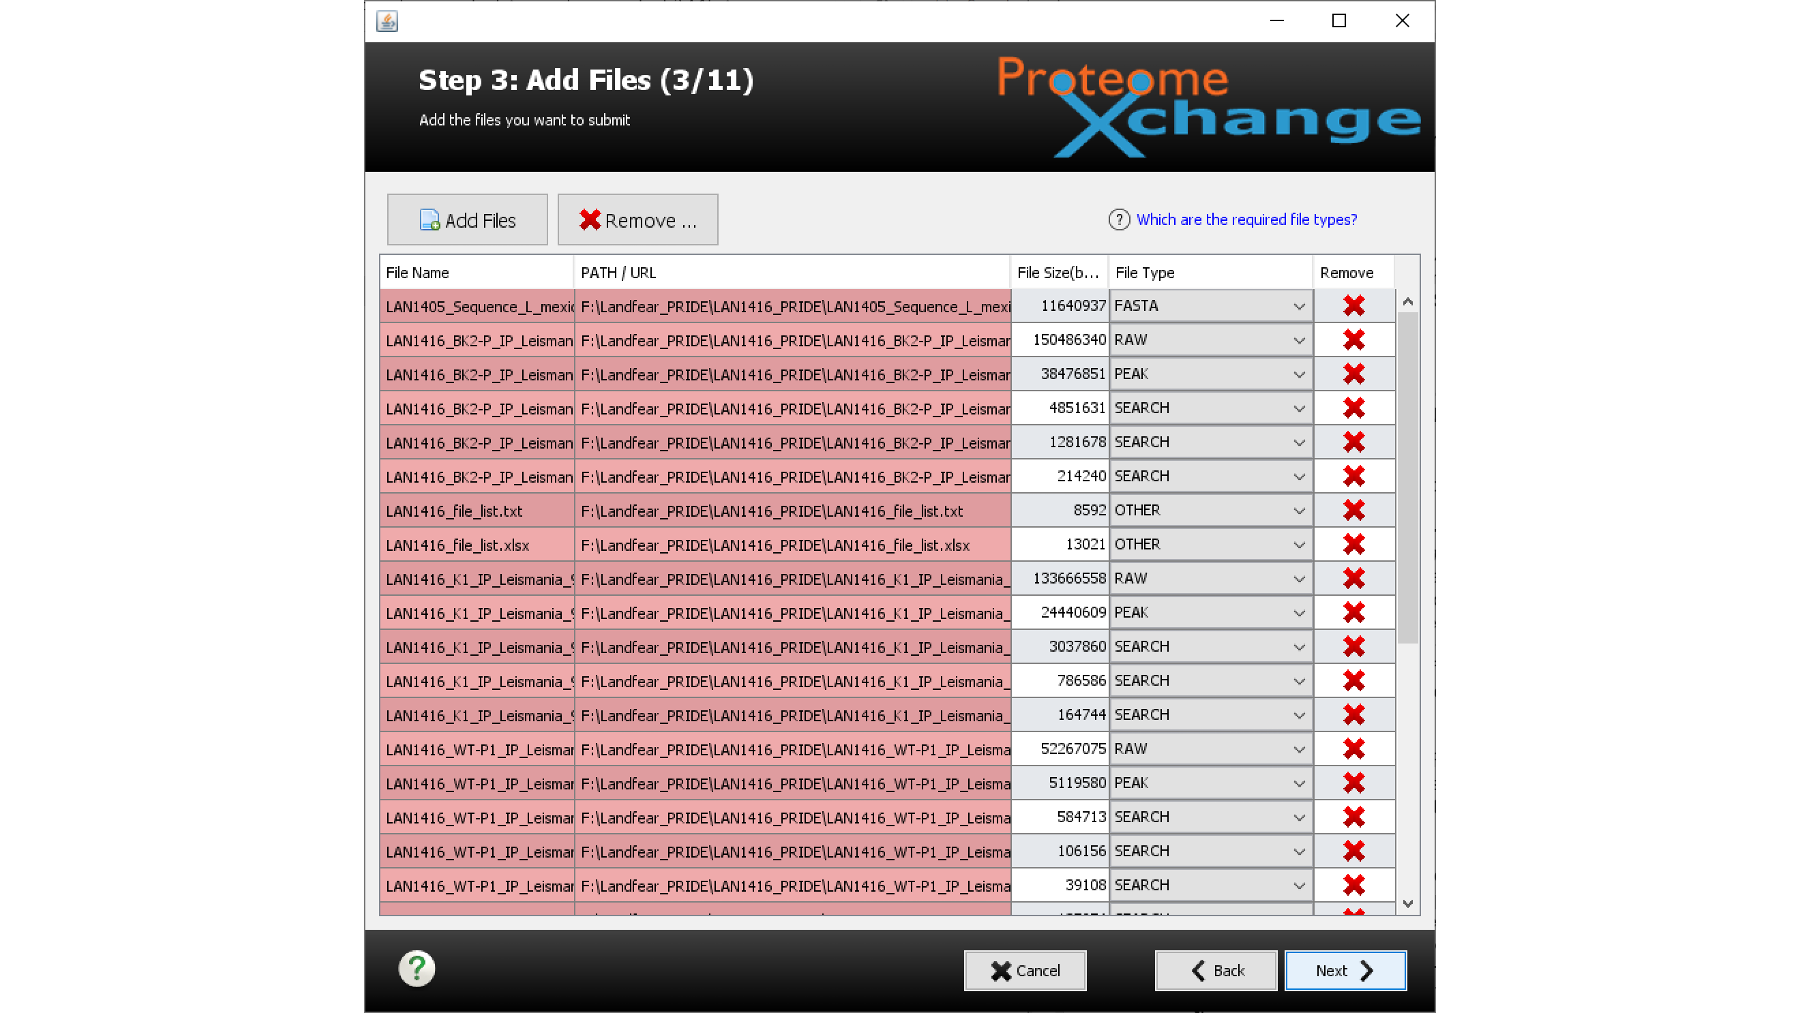 Step 3: Add Files (3/11)
Add the files you want to submit
Proteome
Xchange
Add Files
Remove ...
? Which are the required file types?
File Name PATH / URL File Size(b... File Type Remove
LAN1405_Sequence_L_mexic F:\Landfear_PRIDE\LAN1416_PRIDE\LAN1405_Sequence_L_mexi 11640937 FASTA
LAN1416_BK2-P_IP_Leisman F:\Landfear_PRIDE\LAN1416_PRIDE\LAN1416_BK2-P_IP_Leismar 150486340 RAW
LAN1416_BK2-P_IP_Leisman F:\Landfear_PRIDE\LAN1416_PRIDE\LAN1416_BK2-P_IP_Leismar 38476851 PEAK
LAN1416_BK2-P_IP_Leisman F:\Landfear_PRIDE\LAN1416_PRIDE\LAN1416_BK2-P_IP_Leismar 4851631 SEARCH
LAN1416_BK2-P_IP_Leisman F:\Landfear_PRIDE\LAN1416_PRIDE\LAN1416_BK2-P_IP_Leismar 1281678 SEARCH
LAN1416_BK2-P_IP_Leisman F:\Landfear_PRIDE\LAN1416_PRIDE\LAN1416_BK2-P_IP_Leismar 214240 SEARCH
LAN1416_file_list.txt F:\Landfear_PRIDE\LAN1416_PRIDE\LAN1416_file_list.txt 8592 OTHER
LAN1416_file_list.xlsx F:\Landfear_PRIDE\LAN1416_PRIDE\LAN1416_file_list.xlsx 13021 OTHER
LAN1416_K1_IP_Leismania_9 F:\Landfear_PRIDE\LAN1416_PRIDE\LAN1416_K1_IP_Leismania_ 133666558 RAW
LAN1416_K1_IP_Leismania_9 F:\Landfear_PRIDE\LAN1416_PRIDE\LAN1416_K1_IP_Leismania_ 24440609 PEAK
LAN1416_K1_IP_Leismania_9 F:\Landfear_PRIDE\LAN1416_PRIDE\LAN1416_K1_IP_Leismania_ 3037860 SEARCH
LAN1416_K1_IP_Leismania_9 F:\Landfear_PRIDE\LAN1416_PRIDE\LAN1416_K1_IP_Leismania_ 786586 SEARCH
LAN1416_K1_IP_Leismania_9 F:\Landfear_PRIDE\LAN1416_PRIDE\LAN1416_K1_IP_Leismania_ 164744 SEARCH
LAN1416_WT-P1_IP_Leismar F:\Landfear_PRIDE\LAN1416_PRIDE\LAN1416_WT-P1_IP_Leisma 52267075 RAW
LAN1416_WT-P1_IP_Leismar F:\Landfear_PRIDE\LAN1416_PRIDE\LAN1416_WT-P1_IP_Leisma 5119580 PEAK
LAN1416_WT-P1_IP_Leismar F:\Landfear_PRIDE\LAN1416_PRIDE\LAN1416_WT-P1_IP_Leisma 584713 SEARCH
LAN1416_WT-P1_IP_Leismar F:\Landfear_PRIDE\LAN1416_PRIDE\LAN1416_WT-P1_IP_Leisma 106156 SEARCH
LAN1416_WT-P1_IP_Leismar F:\Landfear_PRIDE\LAN1416_PRIDE\LAN1416_WT-P1_IP_Leisma 39108 SEARCH
? Cancel Back Next